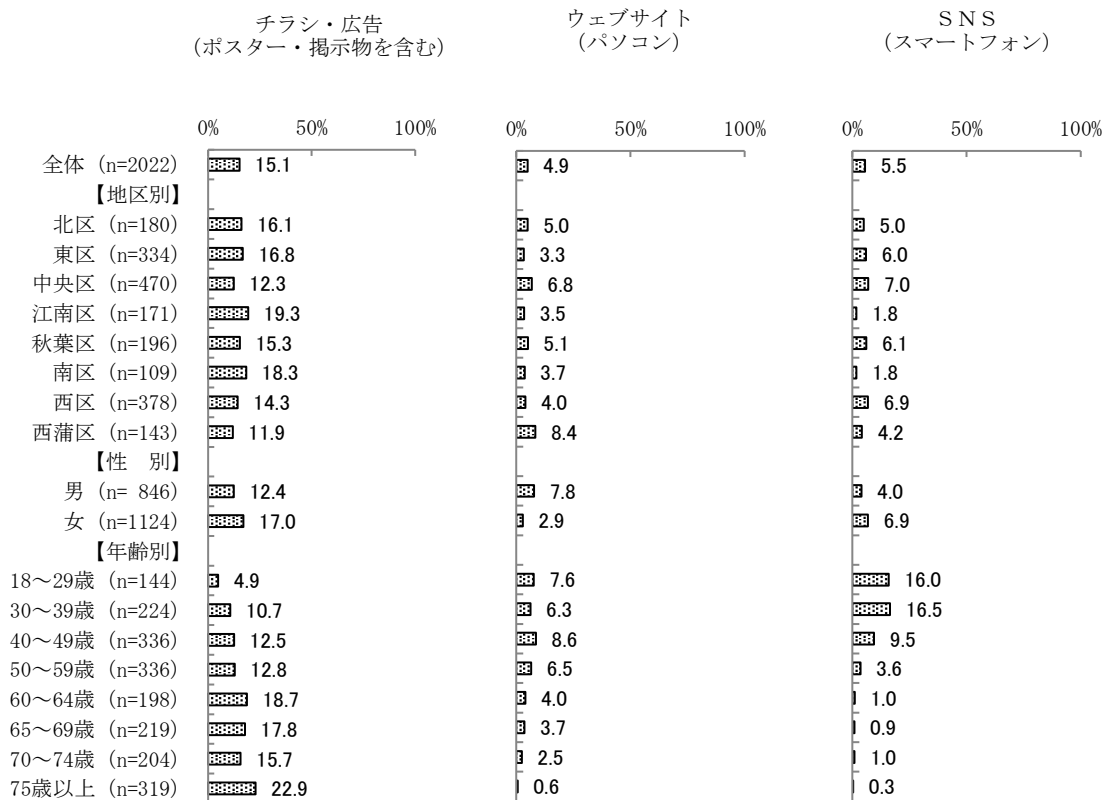 チラシ・広告
(ポスター・掲示物を含む)
ウェブサイト
(パソコン)
ＳＮＳ
(スマートフォン)
0% 50% 100% 0% 50% 100% 0% 50% 100%
全体 (n=2022) 15.1 4.9 5.5
【地区別】
北区 (n=180) 16.1 5.0 5.0
東区 (n=334) 16.8 3.3 6.0
中央区 (n=470) 12.3 6.8 7.0
江南区 (n=171) 19.3 3.5 1.8
秋葉区 (n=196) 15.3 5.1 6.1
南区 (n=109) 18.3 3.7 1.8
西区 (n=378) 14.3 4.0 6.9
西蒲区 (n=143) 11.9 8.4 4.2
【性　別】
男 (n= 846) 12.4 7.8 4.0
女 (n=1124) 17.0 2.9 6.9
【年齢別】
18～29歳 (n=144) 4.9 7.6 16.0
30～39歳 (n=224) 10.7 6.3 16.5
40～49歳 (n=336) 12.5 8.6 9.5
50～59歳 (n=336) 12.8 6.5 3.6
60～64歳 (n=198) 18.7 4.0 1.0
65～69歳 (n=219) 17.8 3.7 0.9
70～74歳 (n=204) 15.7 2.5 1.0
75歳以上 (n=319) 22.9 0.6 0.3